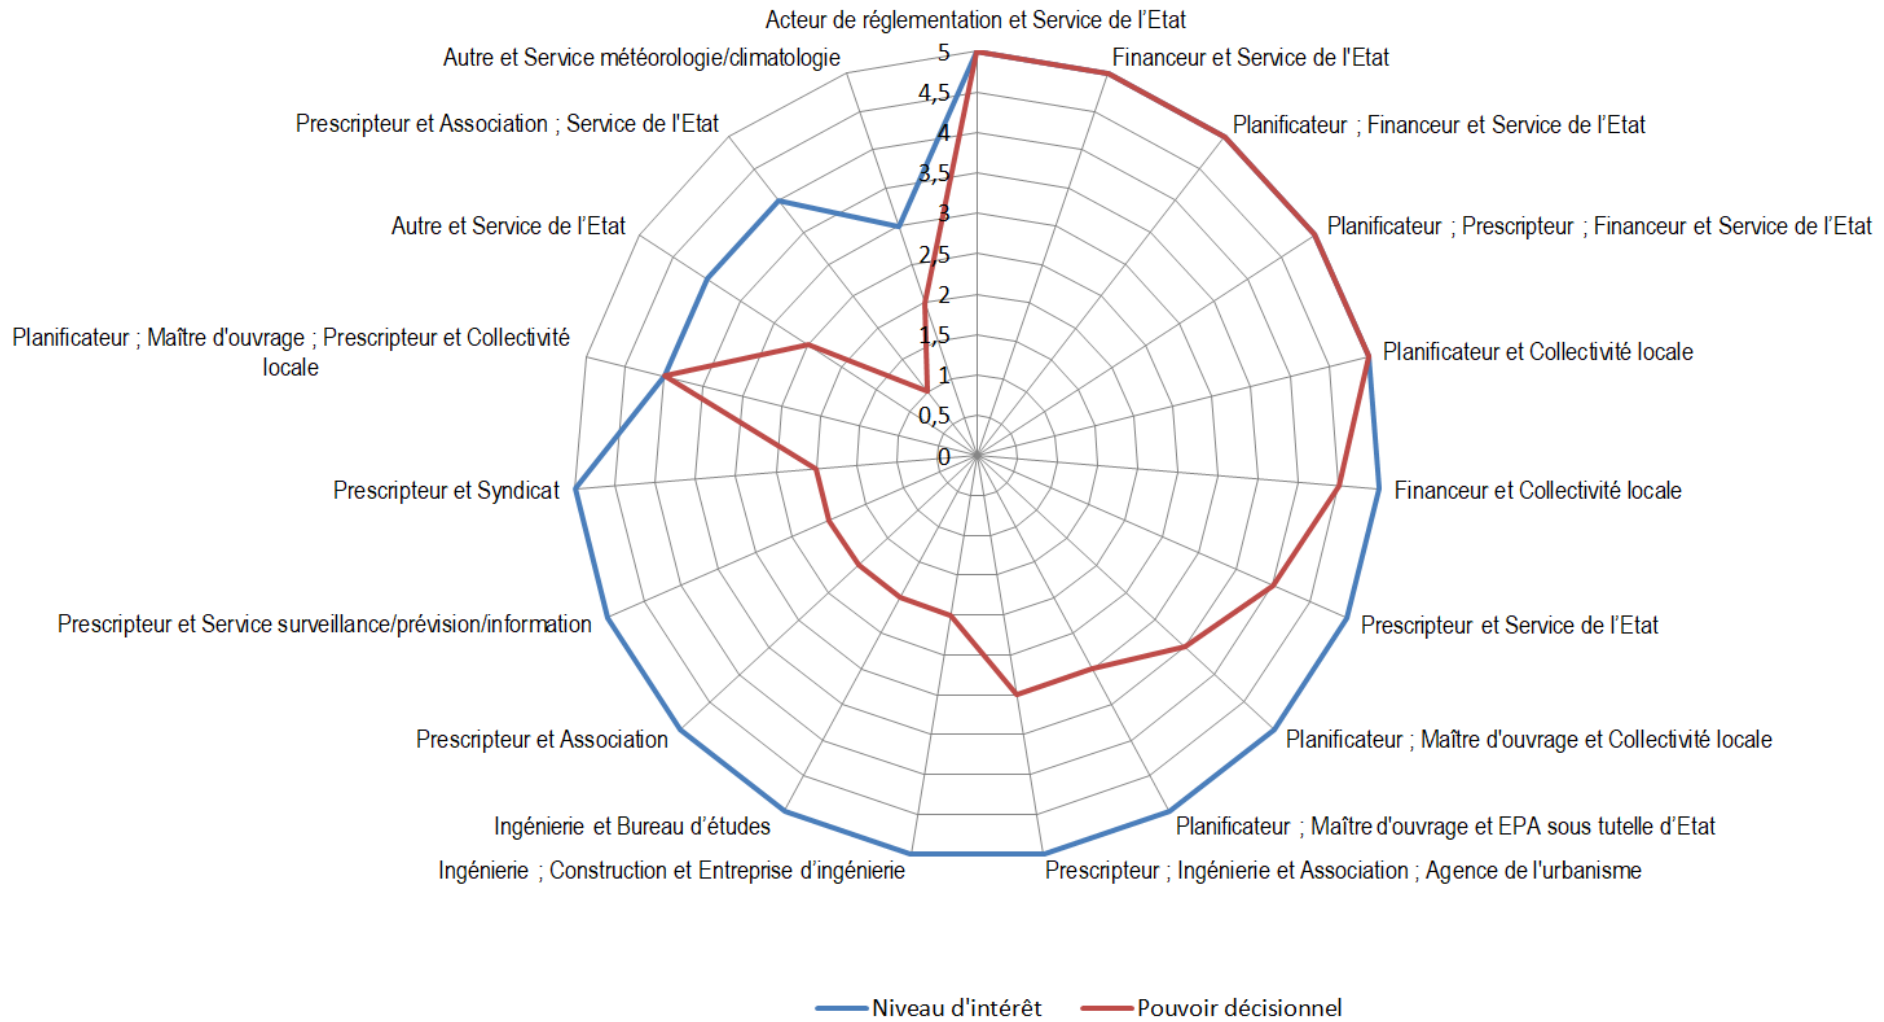 Acteur de réglementation et Service de l’Etat
Financeur et Service de l'Etat
Planificateur ; Financeur et Service de l’Etat
Planificateur ; Prescripteur ; Financeur et Service de l’Etat
Planificateur et Collectivité locale
Financeur et Collectivité locale
Prescripteur et Service de l’Etat
Planificateur ; Maître d'ouvrage et Collectivité locale
Planificateur ; Maître d'ouvrage et EPA sous tutelle d’Etat
Prescripteur ; Ingénierie et Association ; Agence de l'urbanisme
Ingénierie ; Construction et Entreprise d’ingénierie
Ingénierie et Bureau d’études
Prescripteur et Association
Prescripteur et Service surveillance/prévision/information
Prescripteur et Syndicat
Planificateur ; Maître d'ouvrage ; Prescripteur et Collectivité
locale
Autre et Service de l’Etat
Prescripteur et Association ; Service de l'Etat
Autre et Service météorologie/climatologie
5
4,5
4
3,5
3
2,5
2
1,5
1
0,5
0
Niveau d'intérêt
Pouvoir décisionnel